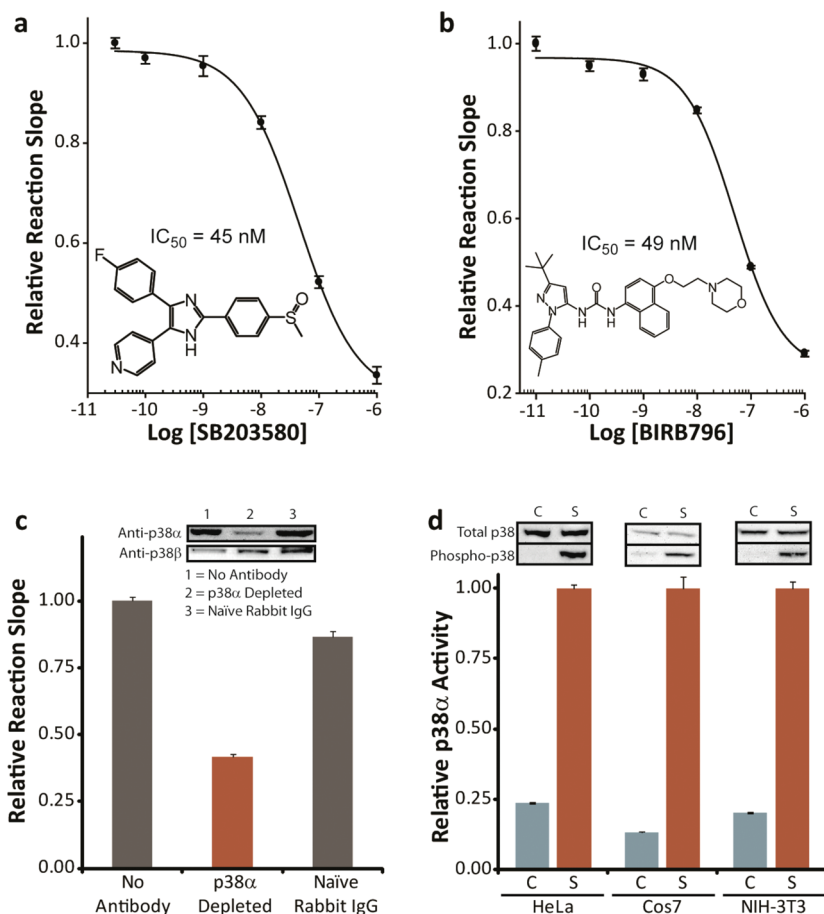 a
1.0
0.8
0.6
0.4
Relative Reaction Slope
IC50 = 45 nM
F
N
N
H
N
S
O
-11 -10 -9 -8 -7 -6
Log [SB203580]
b
1.0
0.8
0.6
0.4
0.2
Relative Reaction Slope
IC50 = 49 nM
O
N
O
N
N
N
H
O
N
H
-11 -10 -9 -8 -7 -6
Log [BIRB796]
c
1 2 3
Anti-p38α
Anti-p38β
1 = No Antibody
2 = p38α Depleted
3 = Naïve Rabbit IgG
1.00
0.75
0.50
0.25
0.00
Relative Reaction Slope
No Antibody
p38α Depleted
Naïve Rabbit IgG
d
C S C S C S
Total p38
Phospho-p38
1.00
0.75
0.50
0.25
0.00
Relative p38α Activity
C S C S C S
HeLa Cos7 NIH-3T3